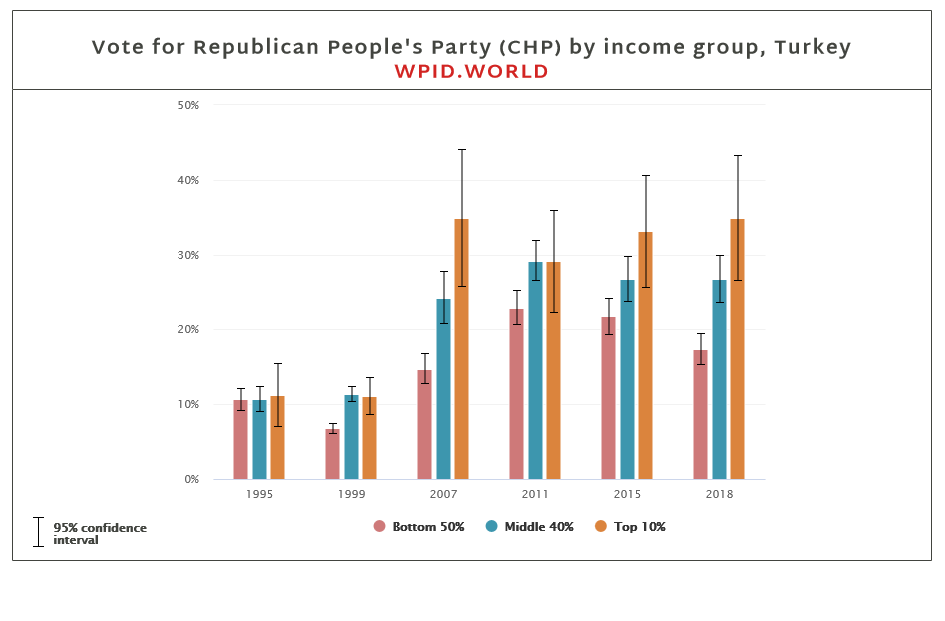 Vote for Republican People's Party (CHP) by income group, Turkey
WPID.WORLD
50%
40%
30%
20%
10%
0%
1995 1999 2007 2011 2015 2018
Bottom 50% Middle 40% Top 10%
95% confidence
interval